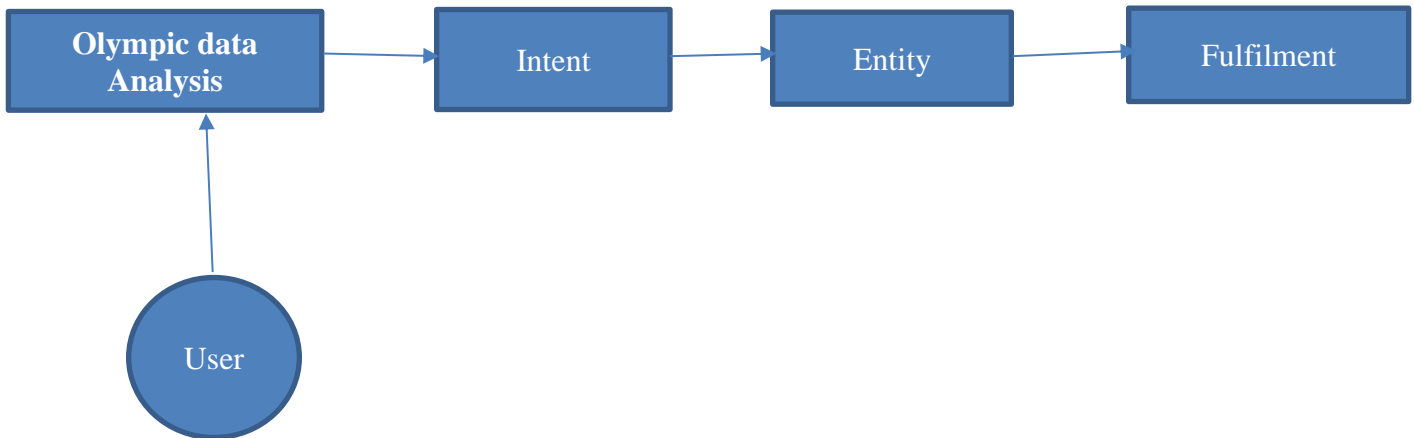 Olympic data
Analysis
Intent
Entity
Fulfilment
User